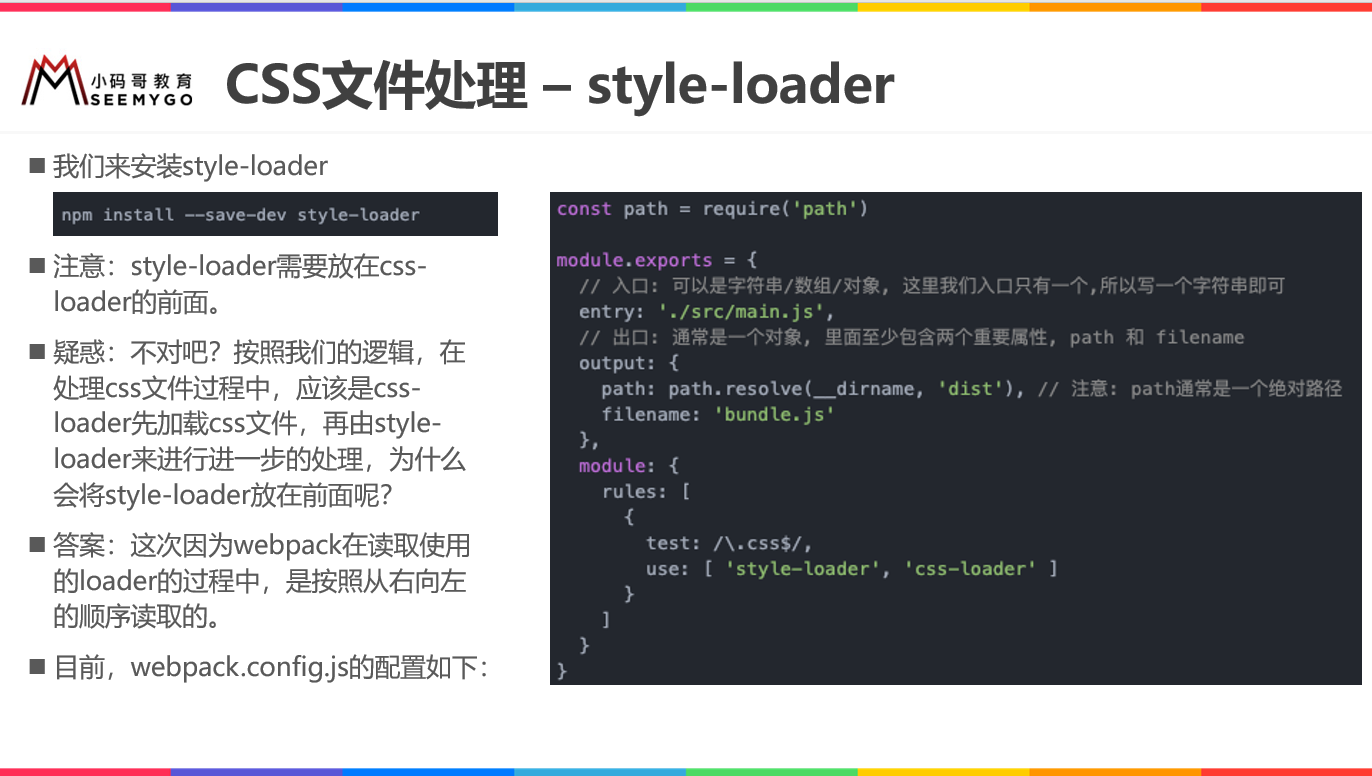 小码哥教育
SEEMYGO
CSS文件处理 – style-loader
■ 我们来安装style-loader
npm install --save-dev style-loader
■ 注意：style-loader需要放在css-
loader的前面。
■ 疑惑：不对吧？按照我们的逻辑，在
处理css文件过程中，应该是css-
loader先加载css文件，再由style-
loader来进行进一步的处理，为什么
会将style-loader放在前面呢？
■ 答案：这次因为webpack在读取使用
的loader的过程中，是按照从右向左
的顺序读取的。
■ 目前，webpack.config.js的配置如下：
const path = require('path')
module.exports = {
// 入口: 可以是字符串/数组/对象, 这里我们入口只有一个,所以写一个字符串即可
entry: './src/main.js',
// 出口: 通常是一个对象, 里面至少包含两个重要属性, path 和 filename
output: {
path: path.resolve(__dirname, 'dist'), // 注意: path通常是一个绝对路径
filename: 'bundle.js'
},
module: {
rules: [
{
test: /\.css$/,
use: [ 'style-loader', 'css-loader' ]
}
]
}
}